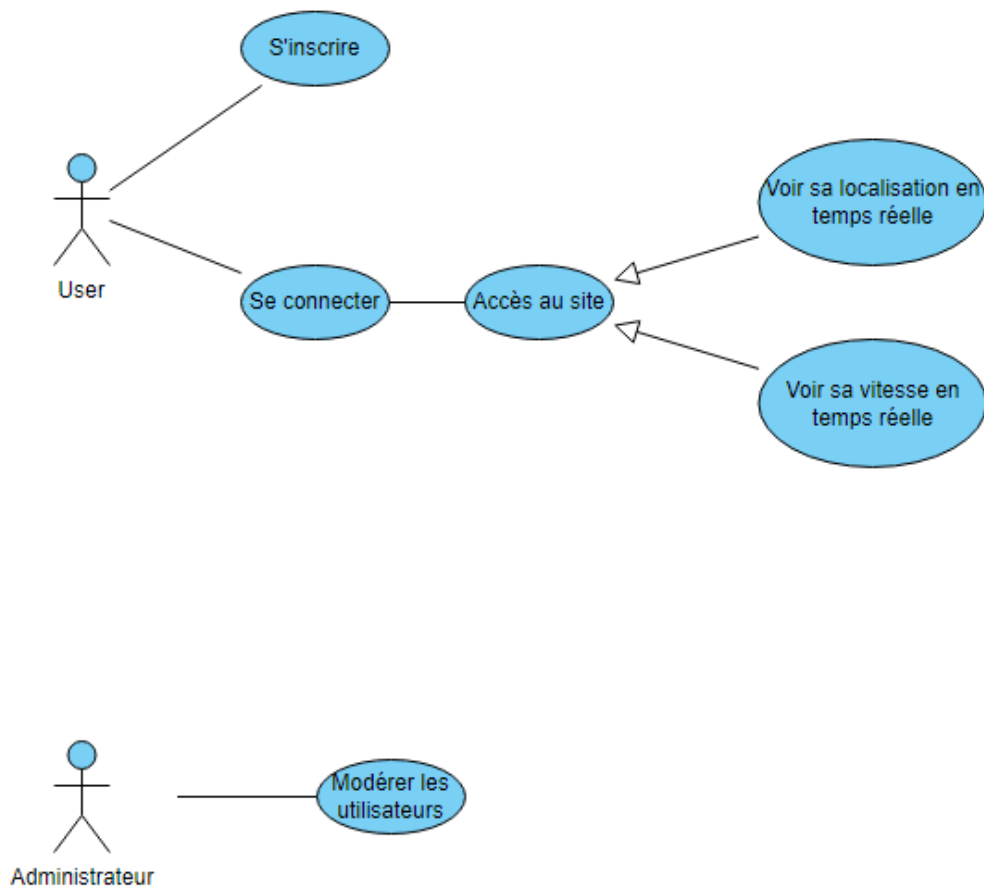 S'inscrire
User
Se connecter
Accès au site
Voir sa localisation en
temps réelle
Voir sa vitesse en
temps réelle
Modérer les
utilisateurs
Administrateur